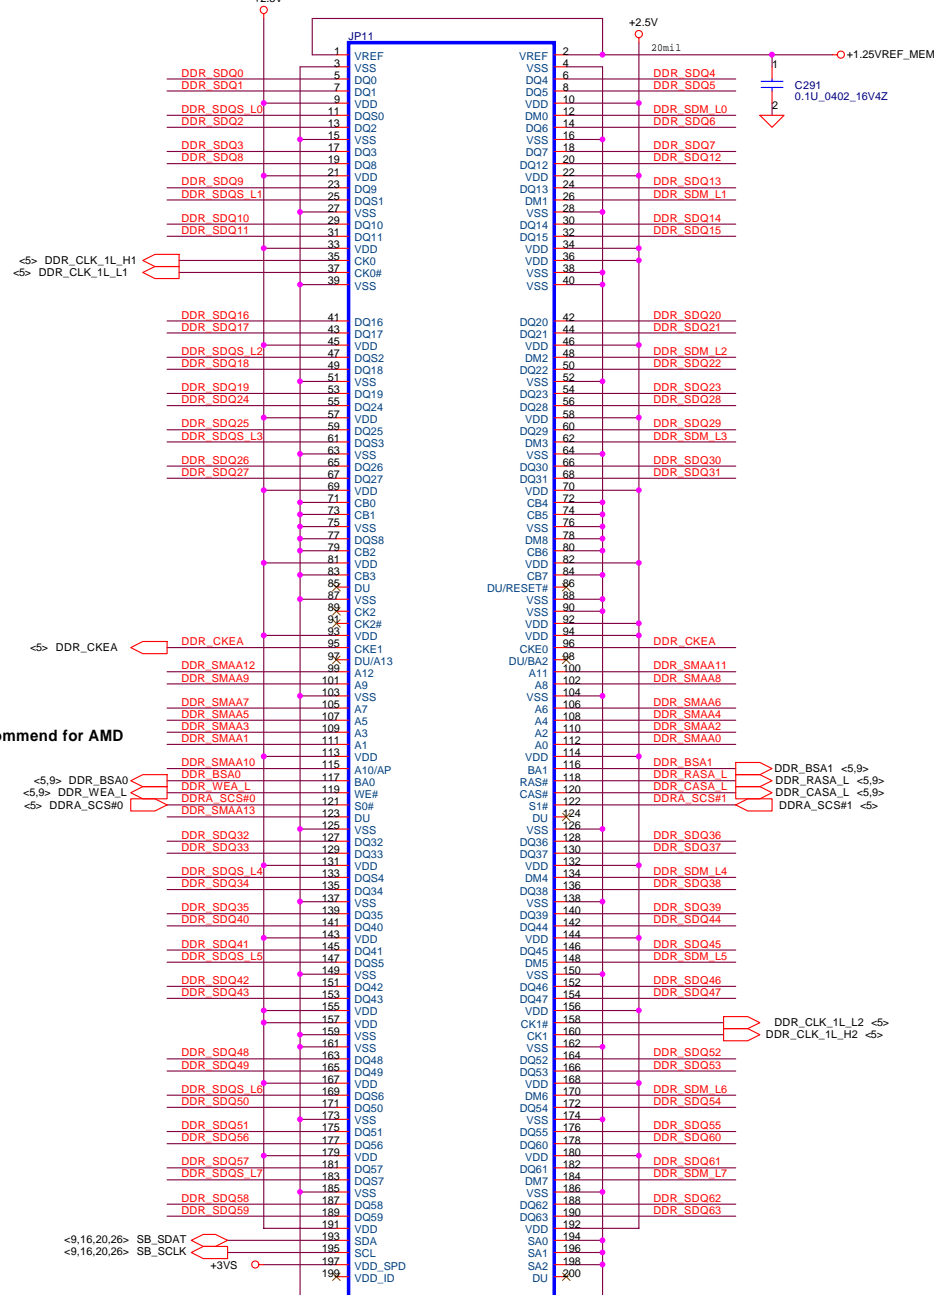 +2.5V
JP11
1 VREF VREF 2 20mil +1.25VREF_MEM
3 VSS VSS 4
DDR_SDQ0 5 DQ0 DQ4 6 DDR_SDQ4
DDR_SDQ1 7 DQ1 DQ5 8 DDR_SDQ5
9 VDD VDD 10
DDR_SDQS_L0 11 DQS0 DM0 12 DDR_SDM_L0
DDR_SDQ2 13 DQ2 DQ6 14 DDR_SDQ6
15 VSS VSS 16
DDR_SDQ3 17 DQ3 DQ7 18 DDR_SDQ7
DDR_SDQ8 19 DQ8 DQ12 20 DDR_SDQ12
21 VDD VDD 22
DDR_SDQ9 23 DQ9 DQ13 24 DDR_SDQ13
DDR_SDQS_L1 25 DQS1 DM1 26 DDR_SDM_L1
27 VSS VSS 28
DDR_SDQ10 29 DQ10 DQ14 30 DDR_SDQ14
DDR_SDQ11 31 DQ11 DQ15 32 DDR_SDQ15
33 VDD VDD 34
<5> DDR_CLK_1L_H1 35 CK0 VDD 36
<5> DDR_CLK_1L_L1 37 CK0# VSS 38
39 VSS VSS 40
DDR_SDQ16 41 DQ16 DQ20 42 DDR_SDQ20
DDR_SDQ17 43 DQ17 DQ21 44 DDR_SDQ21
45 VDD VDD 46
DDR_SDQS_L2 47 DQS2 DM2 48 DDR_SDM_L2
DDR_SDQ18 49 DQ18 DQ22 50 DDR_SDQ22
51 VSS VSS 52
DDR_SDQ19 53 DQ19 DQ23 54 DDR_SDQ23
DDR_SDQ24 55 DQ24 DQ28 56 DDR_SDQ28
57 VDD VDD 58
DDR_SDQ25 59 DQ25 DQ29 60 DDR_SDQ29
DDR_SDQS_L3 61 DQS3 DM3 62 DDR_SDM_L3
63 VSS VSS 64
DDR_SDQ26 65 DQ26 DQ30 66 DDR_SDQ30
DDR_SDQ27 67 DQ27 DQ31 68 DDR_SDQ31
69 VDD VDD 70
71 CB0 CB4 72
73 CB1 CB5 74
75 VSS VSS 76
77 DQS8 DM8 78
79 CB2 CB6 80
81 VDD VDD 82
83 CB3 CB7 84
85 DU DU/RESET# 86
87 VSS VSS 88
89 CK2 VSS 90
91 CK2# VDD 92
93 VDD VDD 94
<5> DDR_CKEA DDR_CKEA 95 CKE1 CKE0 96 DDR_CKEA
97 DU/A13 DU/BA2 98
DDR_SMAA12 99 A12 A11 100 DDR_SMAA11
DDR_SMAA9 101 A9 A8 102 DDR_SMAA8
103 VSS VSS 104
DDR_SMAA7 105 A7 A6 106 DDR_SMAA6
DDR_SMAA5 107 A5 A4 108 DDR_SMAA4
DDR_SMAA3 109 A3 A2 110 DDR_SMAA2
DDR_SMAA1 111 A1 A0 112 DDR_SMAA0
113 VDD VDD 114
DDR_SMAA10 115 A10/AP BA1 116 DDR_BSA1 DDR_BSA1 <5,9>
<5,9> DDR_BSA0 DDR_BSA0 117 BA0 RAS# 118 DDR_RASA_L DDR_RASA_L <5,9>
<5,9> DDR_WEA_L DDR_WEA_L 119 WE# CAS# 120 DDR_CASA_L DDR_CASA_L <5,9>
<5> DDRA_SCS#0 DDRA_SCS#0 121 S0# S1# 122 DDRA_SCS#1 DDRA_SCS#1 <5>
DDR_SMAA13 123 DU DU 124
125 VSS VSS 126
DDR_SDQ32 127 DQ32 DQ36 128 DDR_SDQ36
DDR_SDQ33 129 DQ33 DQ37 130 DDR_SDQ37
131 VDD VDD 132
DDR_SDQS_L4 133 DQS4 DM4 134 DDR_SDM_L4
DDR_SDQ34 135 DQ34 DQ38 136 DDR_SDQ38
137 VSS VSS 138
DDR_SDQ35 139 DQ35 DQ39 140 DDR_SDQ39
DDR_SDQ40 141 DQ40 DQ44 142 DDR_SDQ44
143 VDD VDD 144
DDR_SDQ41 145 DQ41 DQ45 146 DDR_SDQ45
DDR_SDQS_L5 147 DQS5 DM5 148 DDR_SDM_L5
149 VSS VSS 150
DDR_SDQ42 151 DQ42 DQ46 152 DDR_SDQ46
DDR_SDQ43 153 DQ43 DQ47 154 DDR_SDQ47
155 VDD VDD 156
157 VDD CK1# 158 DDR_CLK_1L_L2 <5>
159 VSS CK1 160 DDR_CLK_1L_H2 <5>
161 VSS VSS 162
DDR_SDQ48 163 DQ48 DQ52 164 DDR_SDQ52
DDR_SDQ49 165 DQ49 DQ53 166 DDR_SDQ53
167 VDD VDD 168
DDR_SDQS_L6 169 DQS6 DM6 170 DDR_SDM_L6
DDR_SDQ50 171 DQ50 DQ54 172 DDR_SDQ54
173 VSS VSS 174
DDR_SDQ51 175 DQ51 DQ55 176 DDR_SDQ55
DDR_SDQ56 177 DQ56 DQ60 178 DDR_SDQ60
179 VDD VDD 180
DDR_SDQ57 181 DQ57 DQ61 182 DDR_SDQ61
DDR_SDQS_L7 183 DQS7 DM7 184 DDR_SDM_L7
185 VSS VSS 186
DDR_SDQ58 187 DQ58 DQ62 188 DDR_SDQ62
DDR_SDQ59 189 DQ59 DQ63 190 DDR_SDQ63
191 VDD VDD 192
<9,16,20,26> SB_SDAT 193 SDA SA0 194
<9,16,20,26> SB_SCLK 195 SCL SA1 196
+3VS 197 VDD_SPD SA2 198
199 VDD_ID DU 200
1
C291
0.1U_0402_16V4Z
2
for AMD